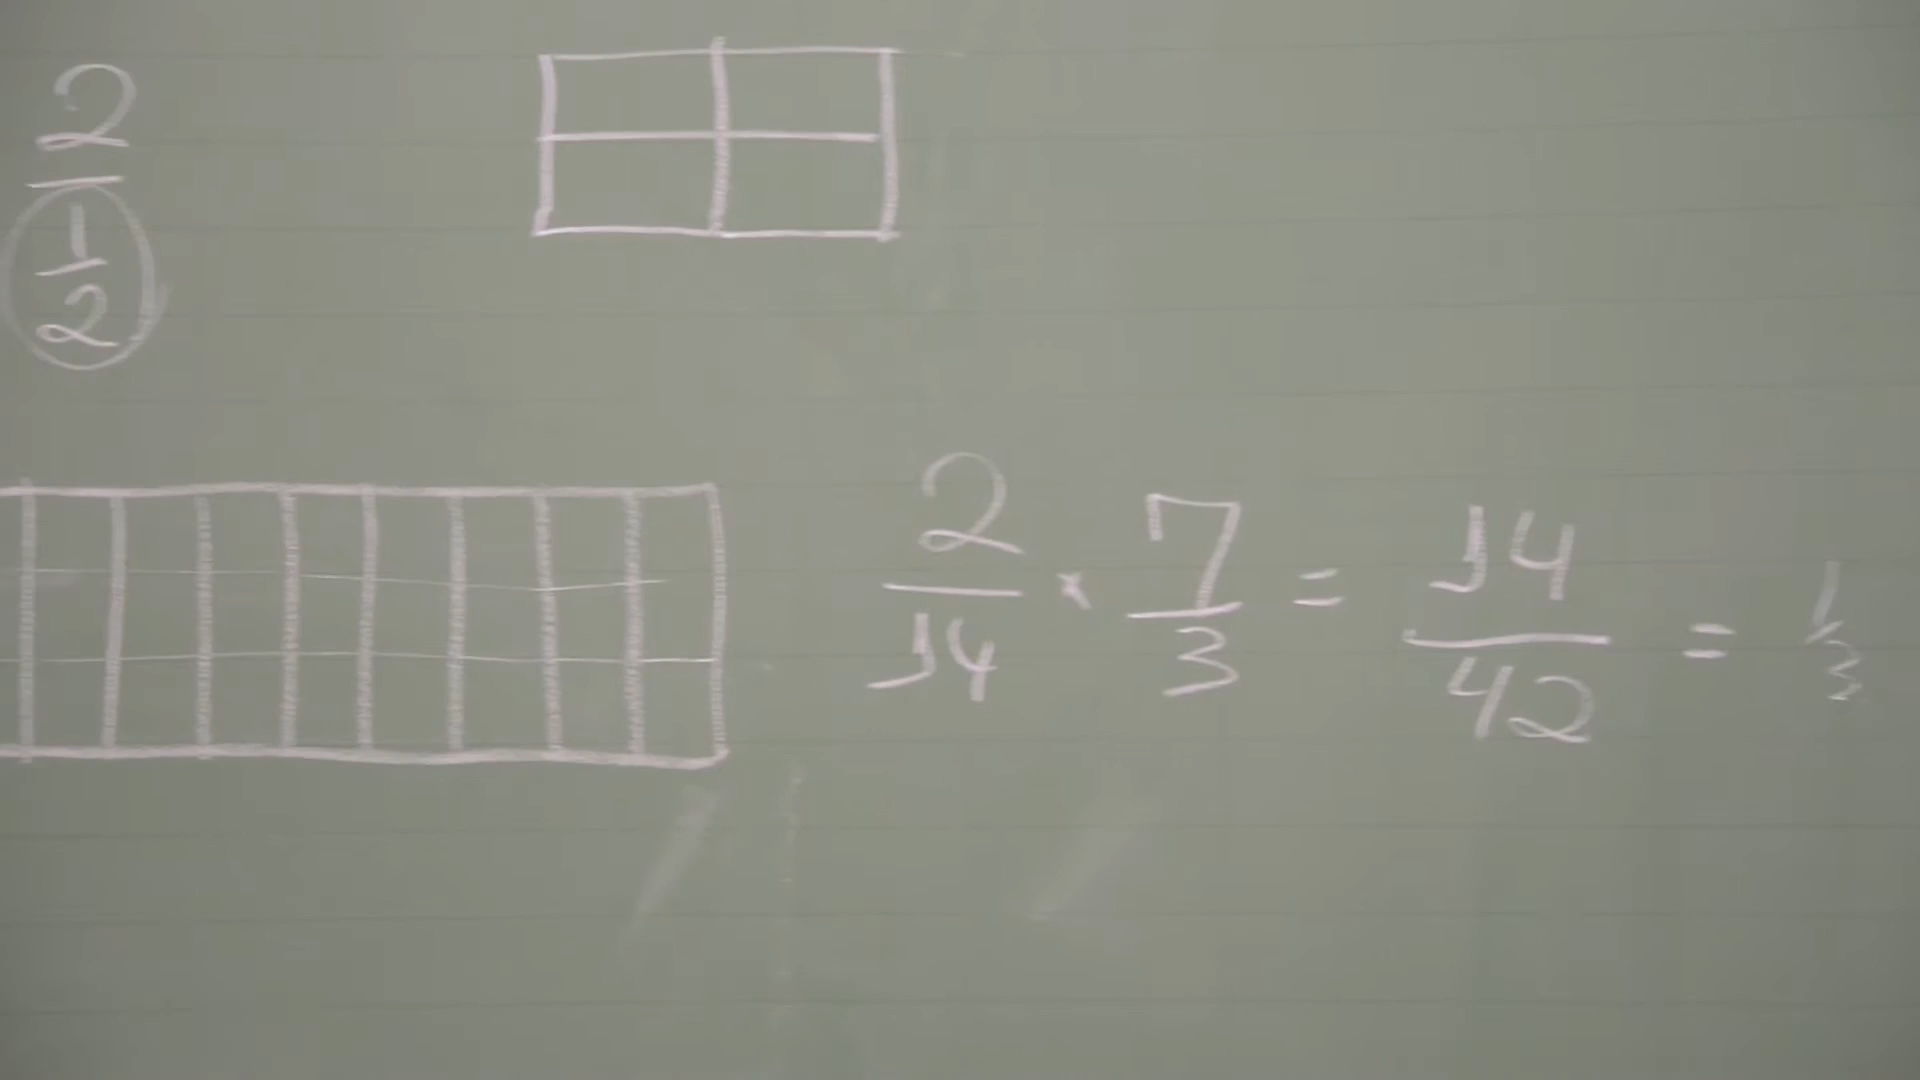 2
1
2
2/14 × 7/3 = 14/42 = 1/3